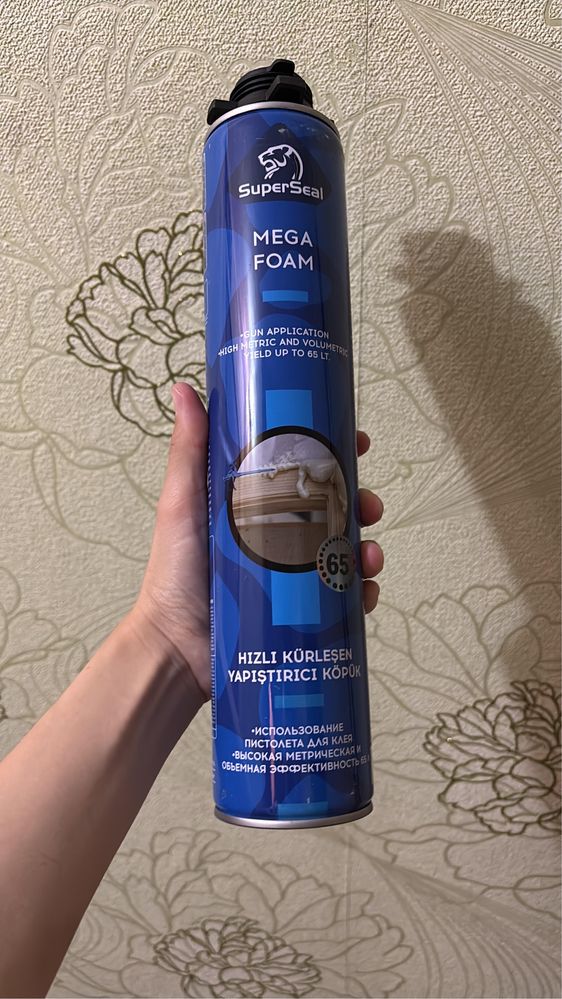 SuperSeal
MEGA
FOAM
•GUN APPLICATION
•HIGH METRIC AND VOLUMETRIC
YIELD UP TO 65 LT.
65
HIZLI KÜRLEŞEN
YAPIŞTIRICI KÖPÜK
•ИСПОЛЬЗОВАНИЕ
ПИСТОЛЕТА ДЛЯ КЛЕЯ
•ВЫСОКАЯ МЕТРИЧЕСКАЯ И
ОБЪЕМНАЯ ЭФФЕКТИВНОСТЬ 65